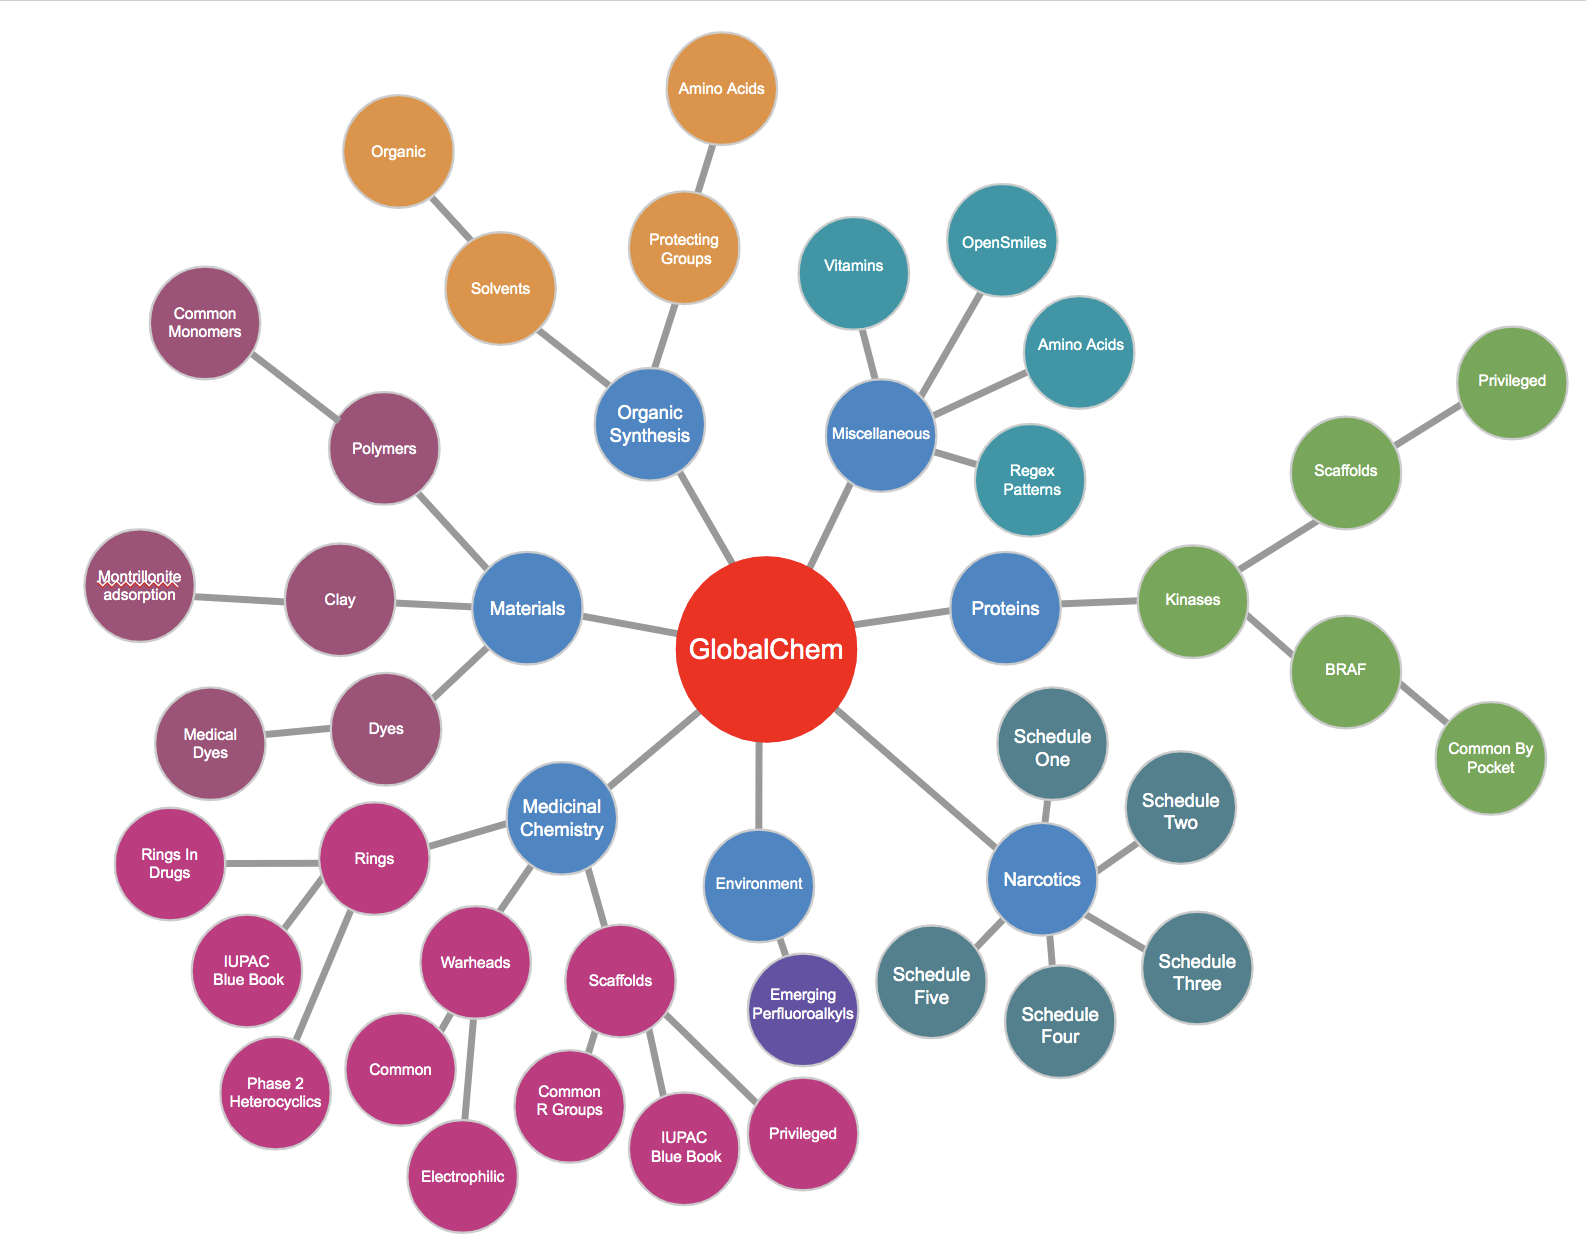 Amino Acids
Organic
Protecting
Groups
Solvents
Vitamins
OpenSmiles
Amino Acids
Common
Monomers
Polymers
Organic
Synthesis
Miscellaneous
Regex
Patterns
Privileged
Scaffolds
Montrillonite
adsorption
Clay
Materials
GlobalChem
Proteins
Kinases
BRAF
Common By
Pocket
Medical
Dyes
Dyes
Medicinal
Chemistry
Schedule
One
Schedule
Two
Rings In
Drugs
Rings
Environment
Narcotics
IUPAC
Blue Book
Warheads
Scaffolds
Emerging
Perfluoroalkyls
Schedule
Five
Schedule
Four
Schedule
Three
Phase 2
Heterocyclics
Common
Electrophilic
Common
R Groups
IUPAC
Blue Book
Privileged